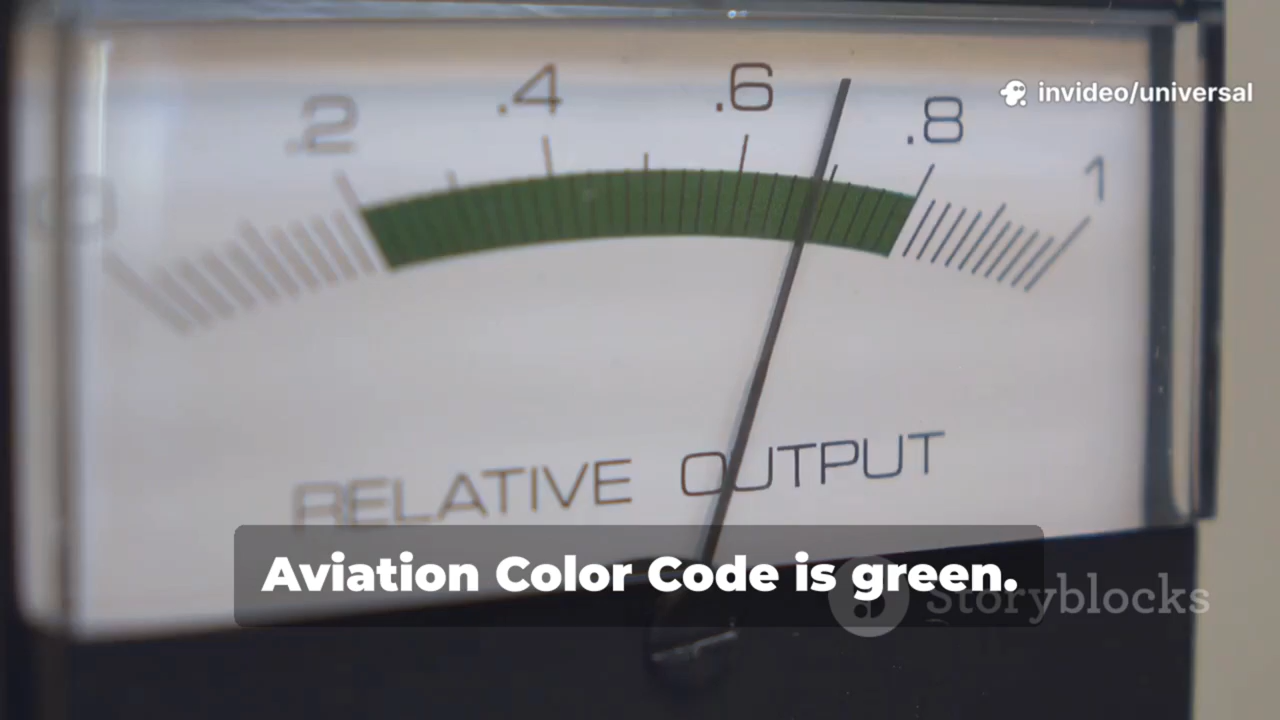 .2 .4 .6 .8 1
invideo/universal
RELATIVE OUTPUT
Aviation Color Code is green.
Storyblocks